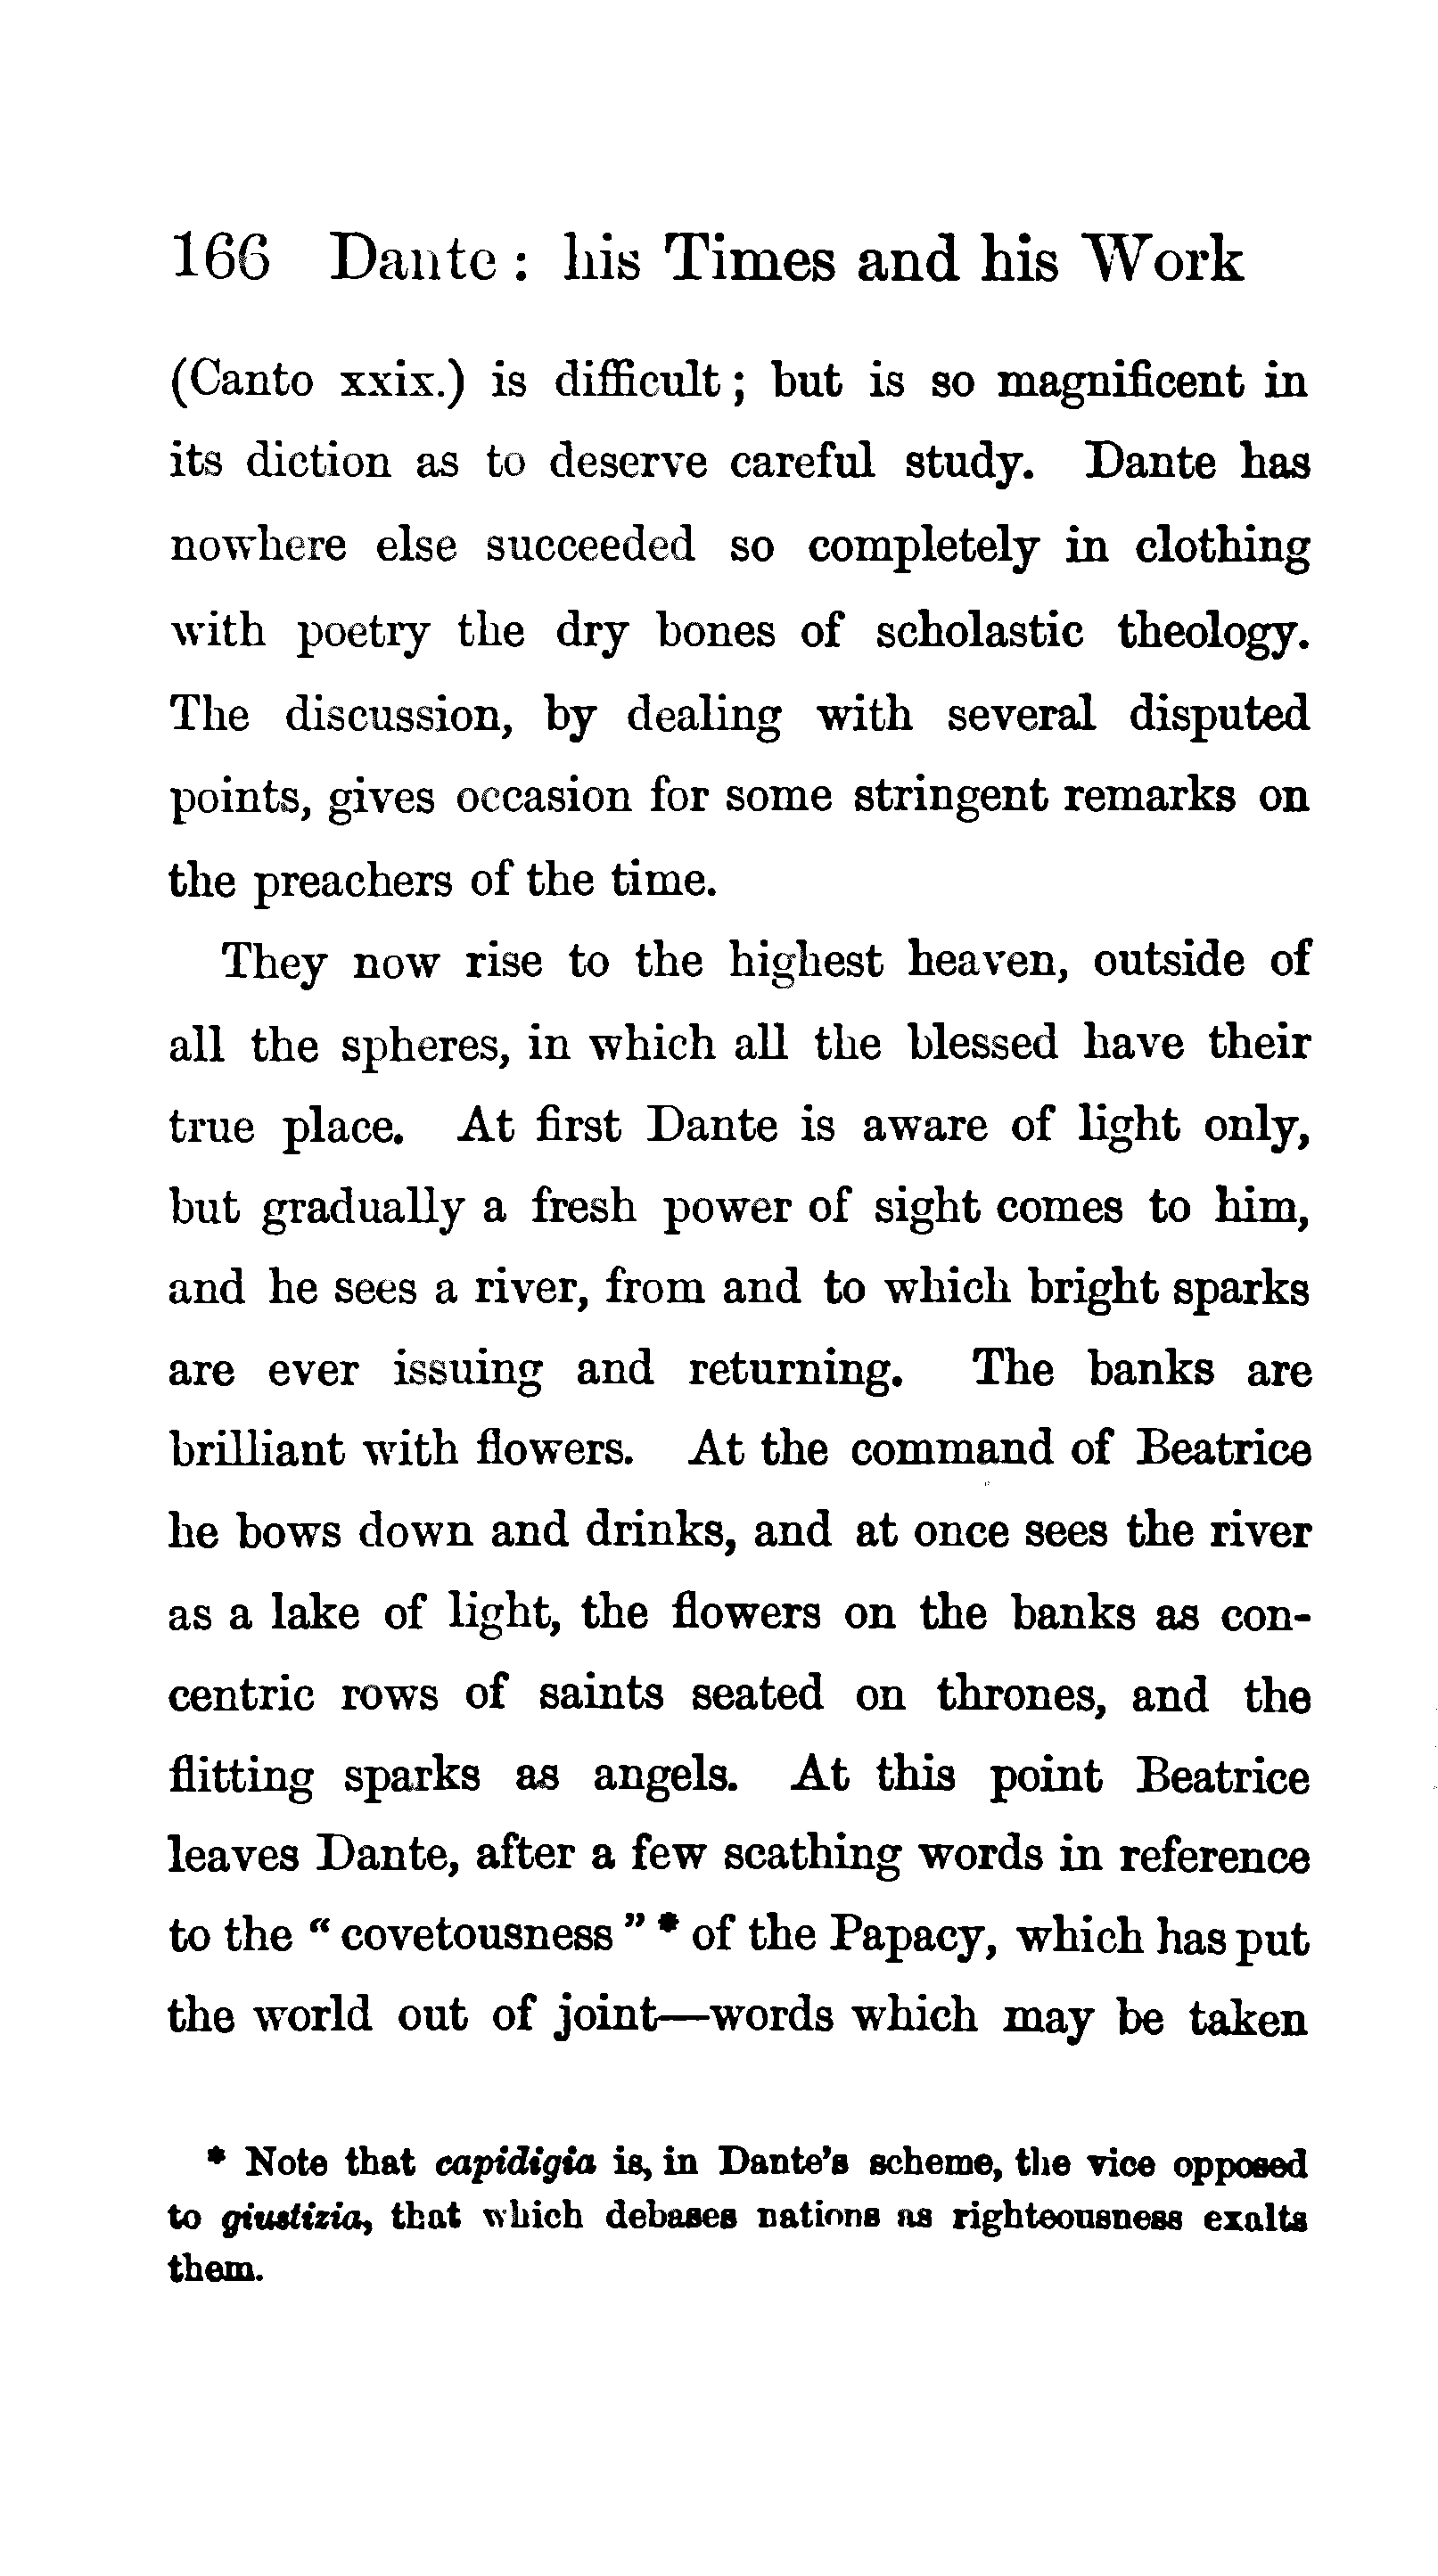 166 Dante : his Times and his Work
(Canto xxix.) is difficult ; but is so magnificent in
its diction as to deserve careful study. Dante has
nowhere else succeeded so completely in clothing
with poetry the dry bones of scholastic theology.
The discussion, by dealing with several disputed
points, gives occasion for some stringent remarks on
the preachers of the time.
They now rise to the highest heaven, outside of
all the spheres, in which all the blessed have their
true place. At first Dante is aware of light only,
but gradually a fresh power of sight comes to him,
and he sees a river, from and to which bright sparks
are ever issuing and returning. The banks are
brilliant with flowers. At the command of Beatrice
he bows down and drinks, and at once sees the river
as a lake of light, the flowers on the banks as con-
centric rows of saints seated on thrones, and the
flitting sparks as angels. At this point Beatrice
leaves Dante, after a few scathing words in reference
to the “ covetousness ” * of the Papacy, which has put
the world out of joint—words which may be taken
* Note that capidigia is, in Dante’s scheme, the vice opposed
to giustizia, that which debases nations as righteousness exalts
them.